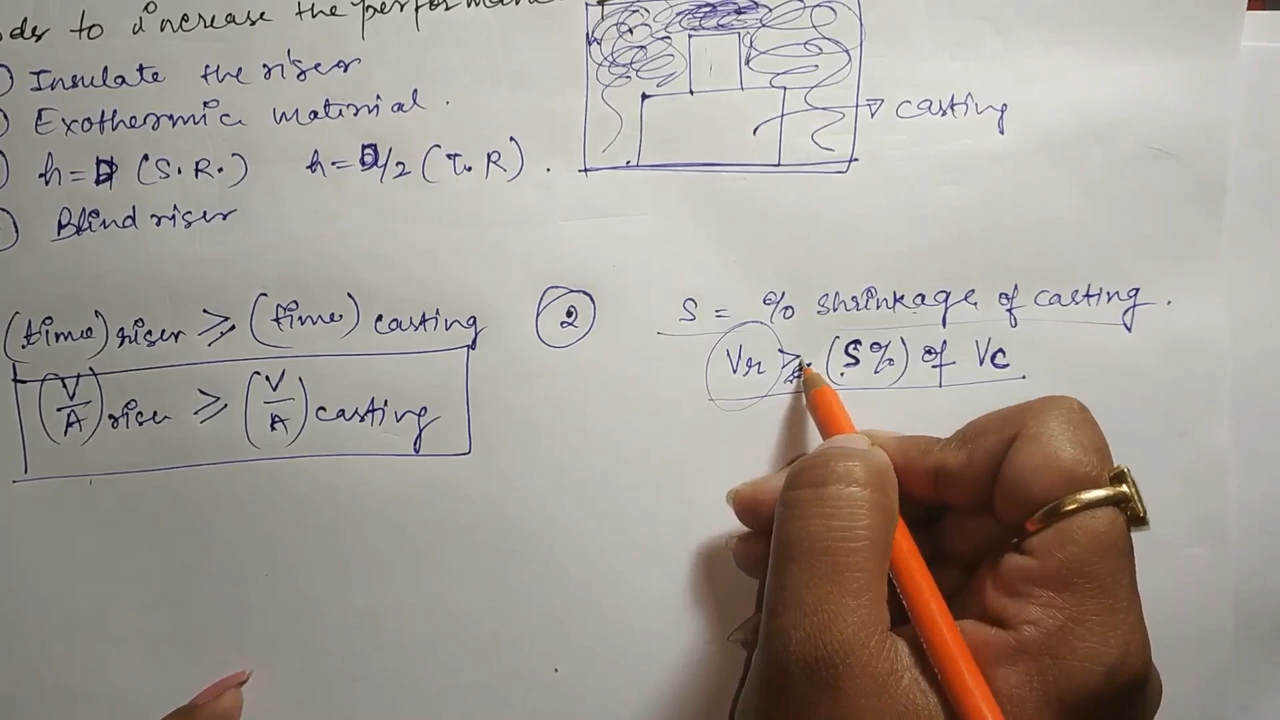 to increase the
Insulate the riser
Exothermic material.
h=D (S.R.) h=D/2 (T.R).
Blind riser
casting
(time) riser ≥ (time) casting
(V/A) riser ≥ (V/A) casting
2
S = % shrinkage of casting.
Vr ≥ (S%) of Vc